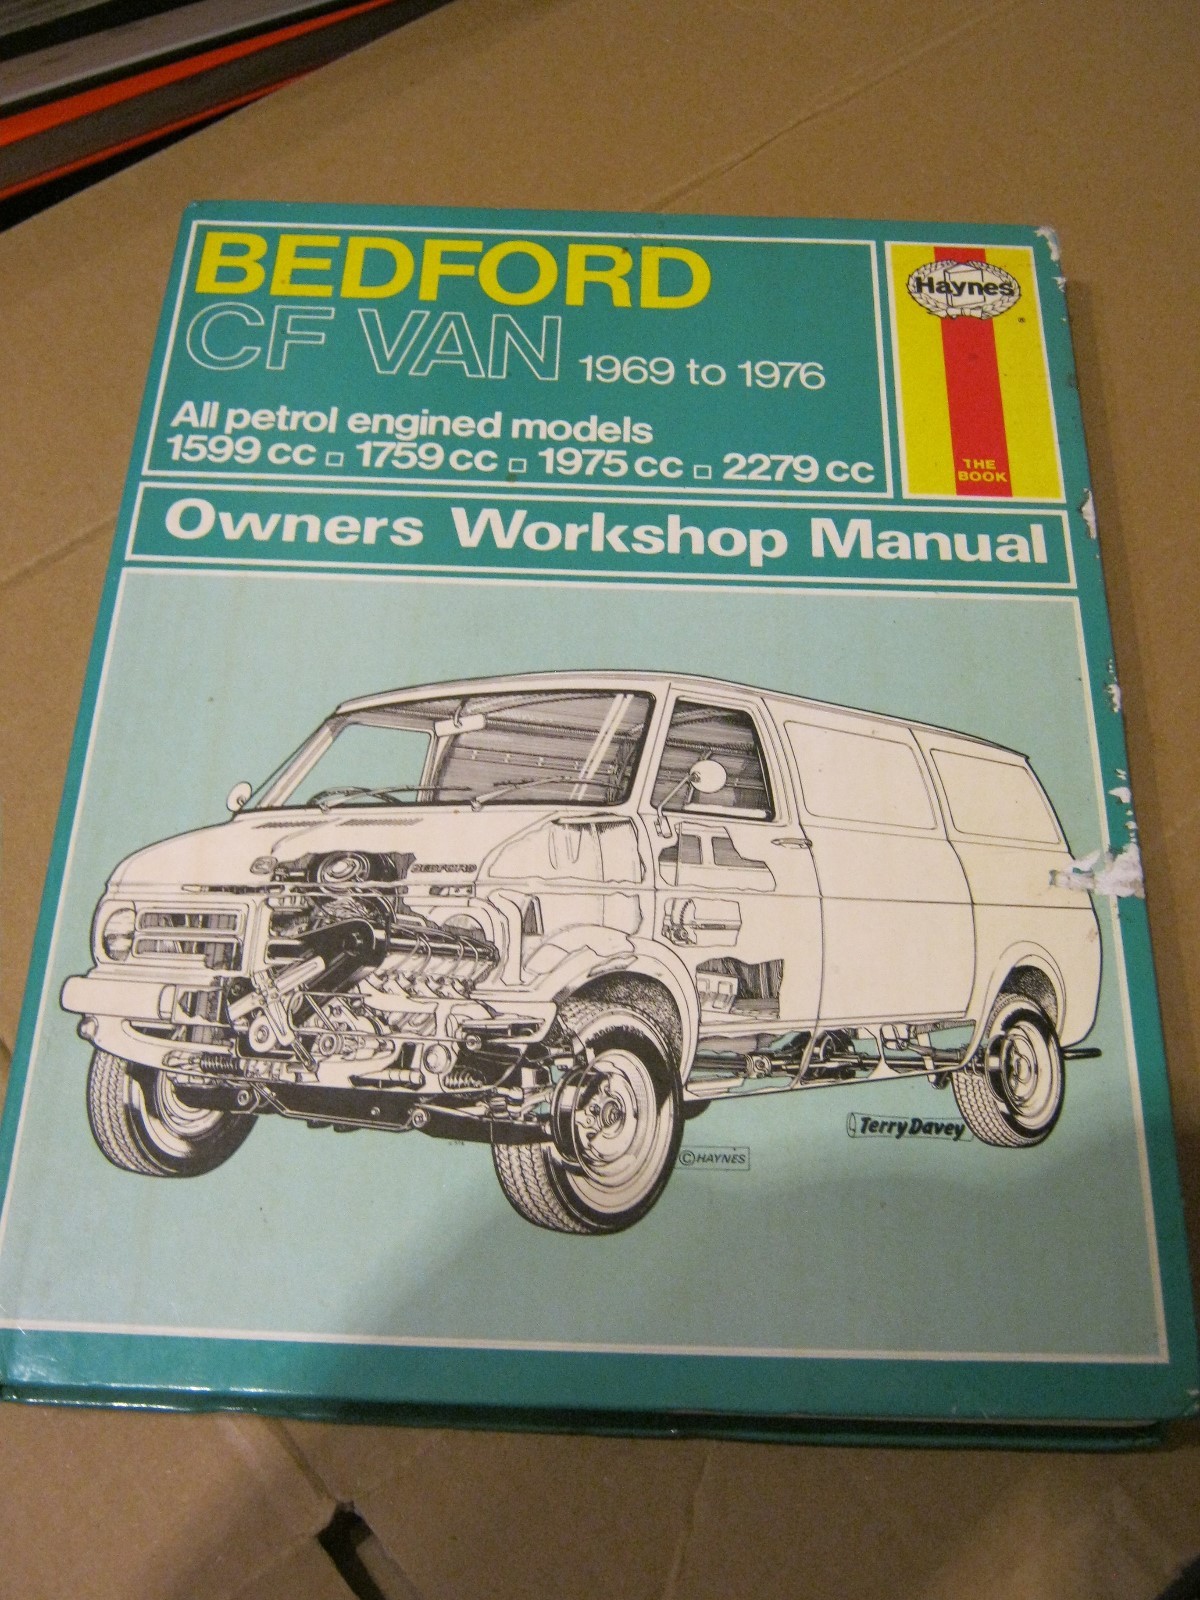 BEDFORD
CF VAN 1969 to 1976
All petrol engined models
1599 cc □ 1759 cc □ 1975 cc □ 2279 cc
Haynes
®
THE
BOOK
Owners Workshop Manual
BEDFORD
Terry Davey
© HAYNES